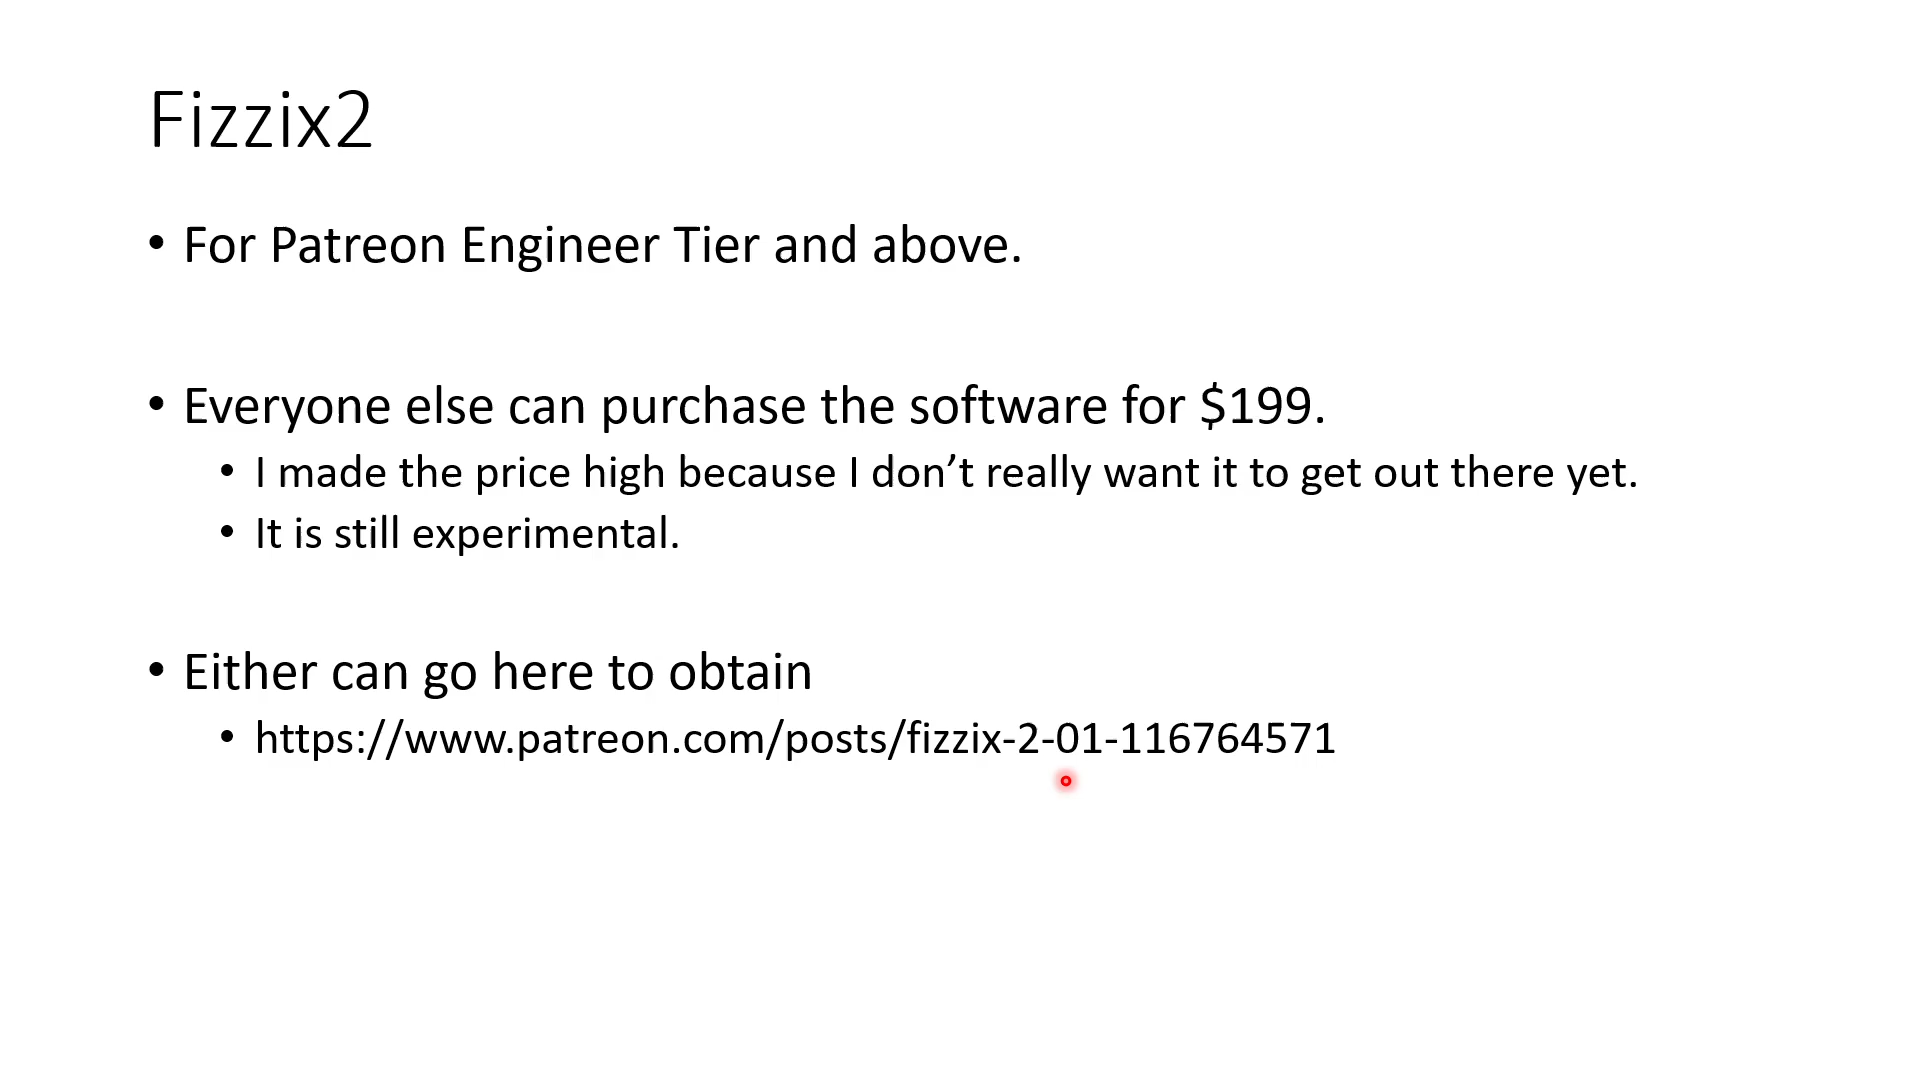 Fizzix2
• For Patreon Engineer Tier and above.
• Everyone else can purchase the software for $199.
• I made the price high because I don’t really want it to get out there yet.
• It is still experimental.
• Either can go here to obtain
• https://www.patreon.com/posts/fizzix-2-01-116764571